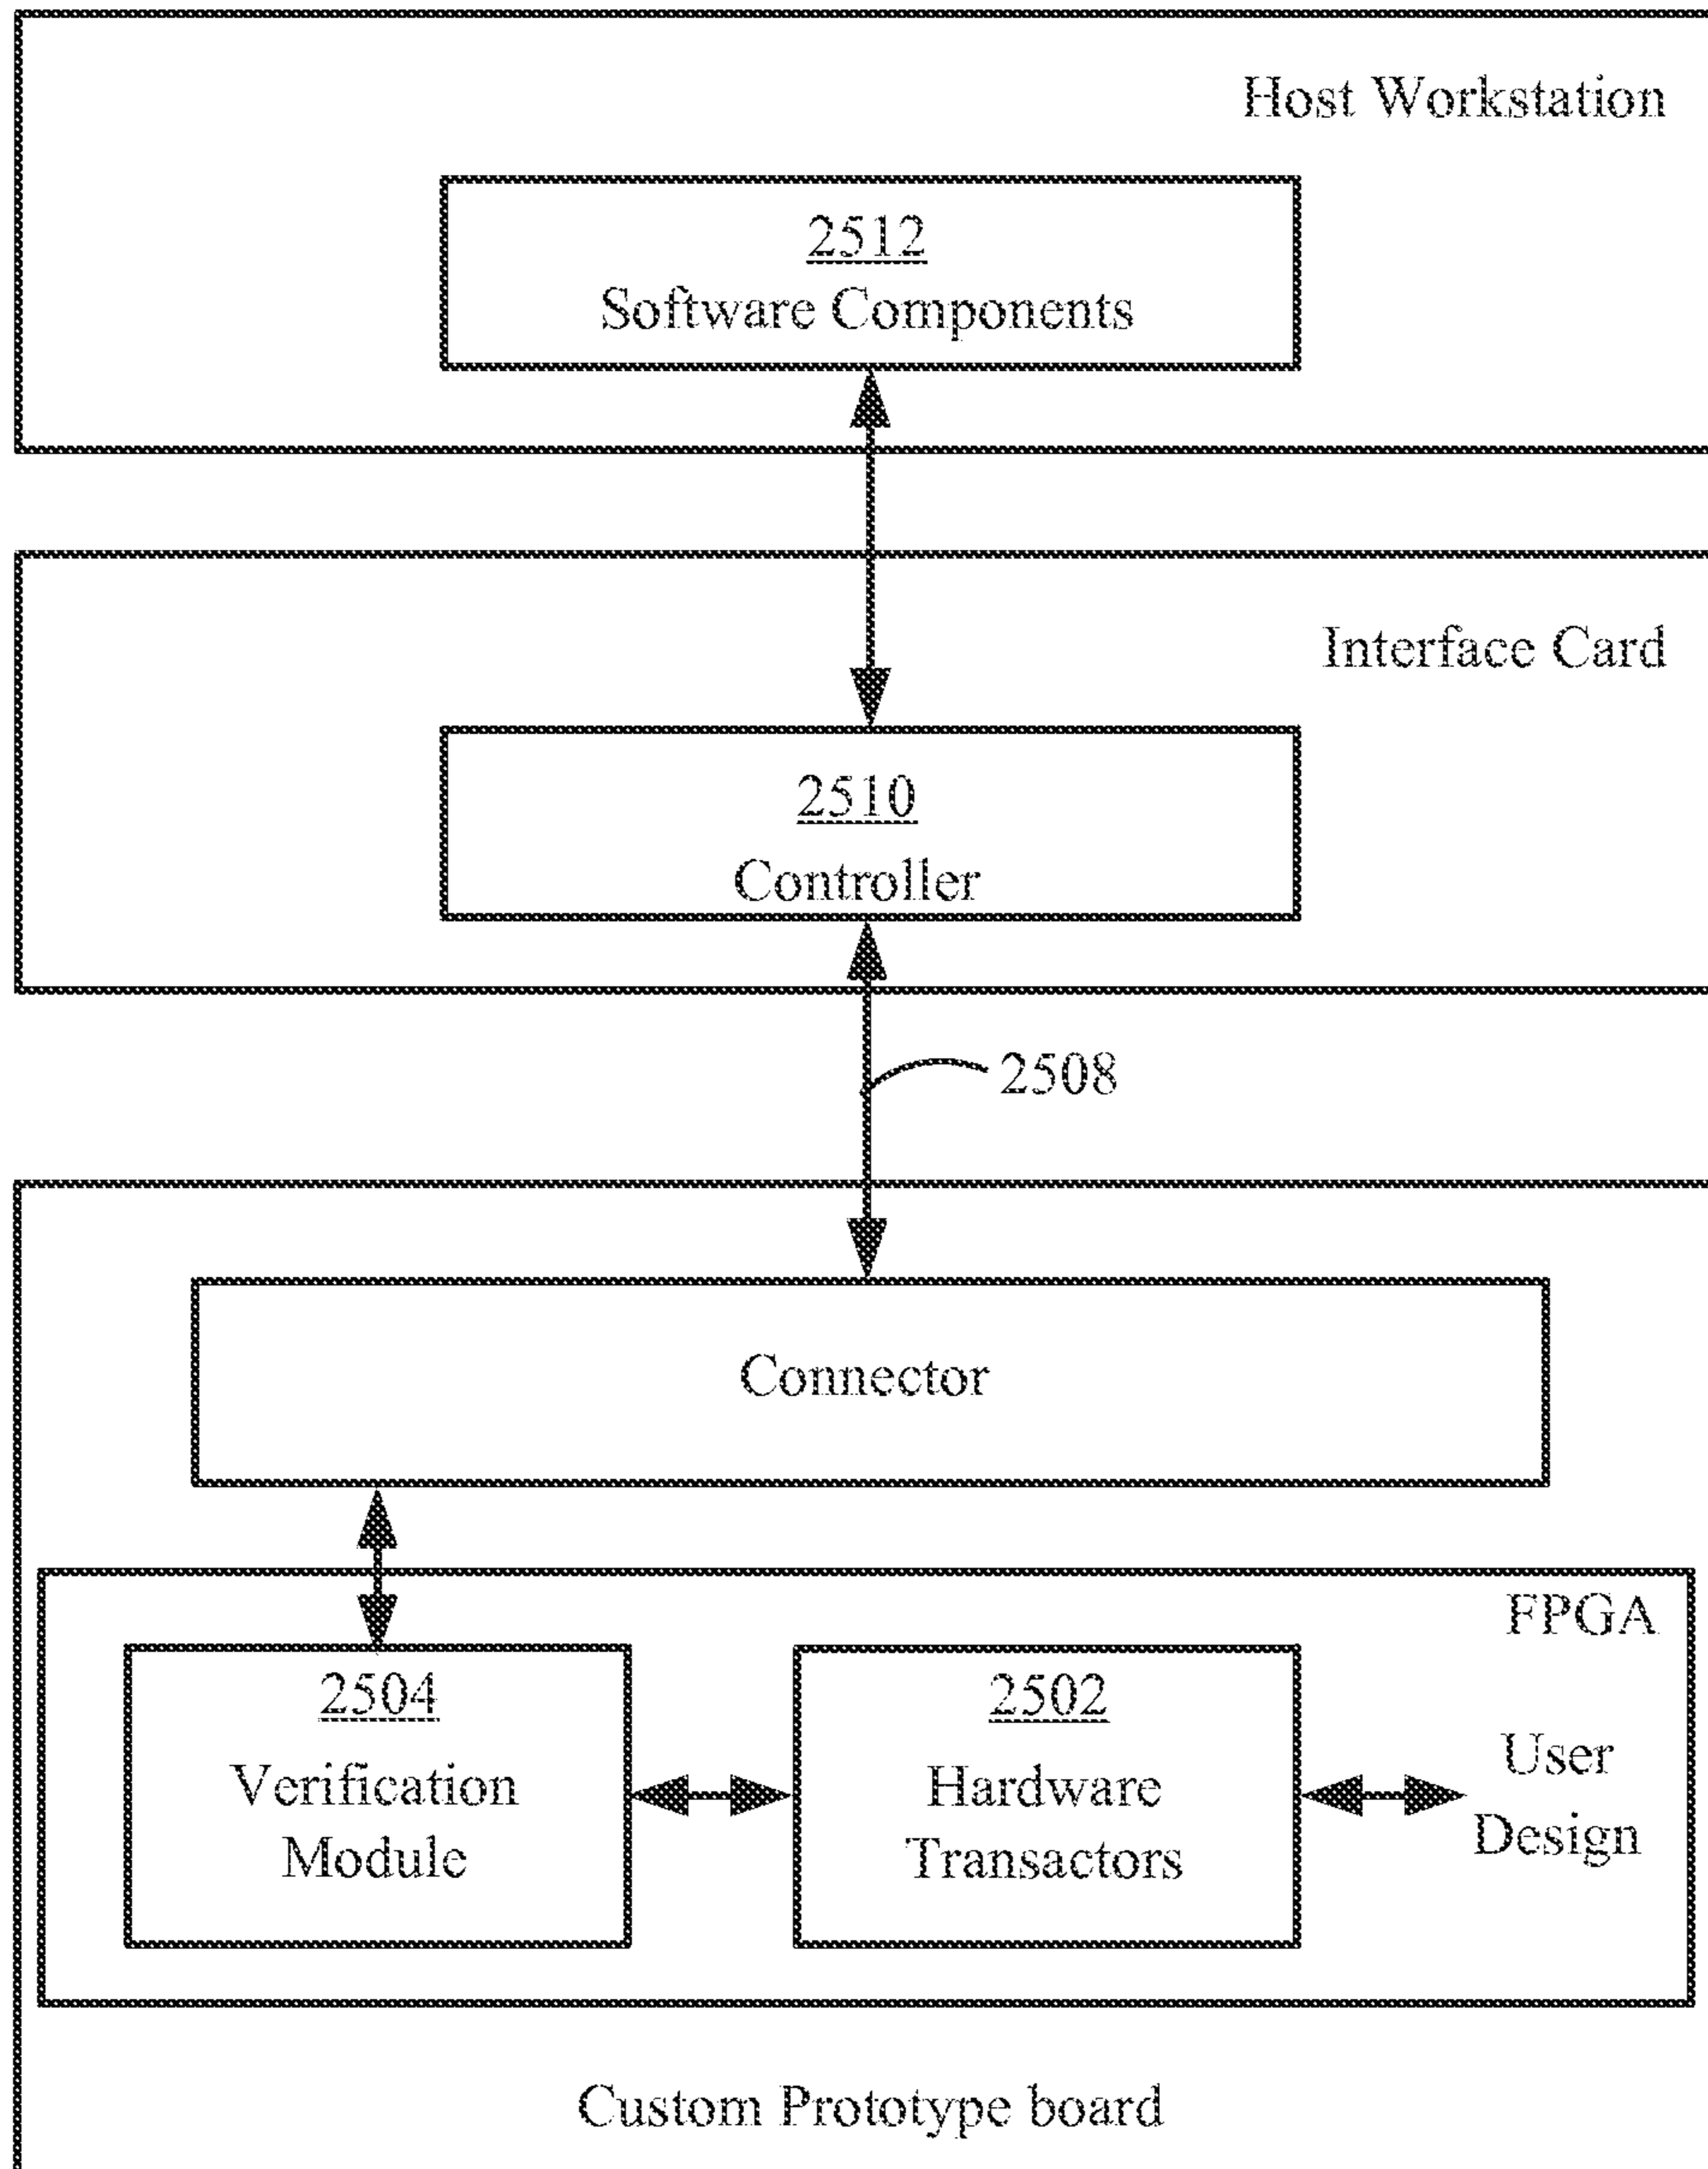 Host Workstation
2512
Software Components
Interface Card
2510
Controller
2508
Connector
FPGA
2504
Verification
Module
2502
Hardware
Transactors
User
Design
Custom Prototype board